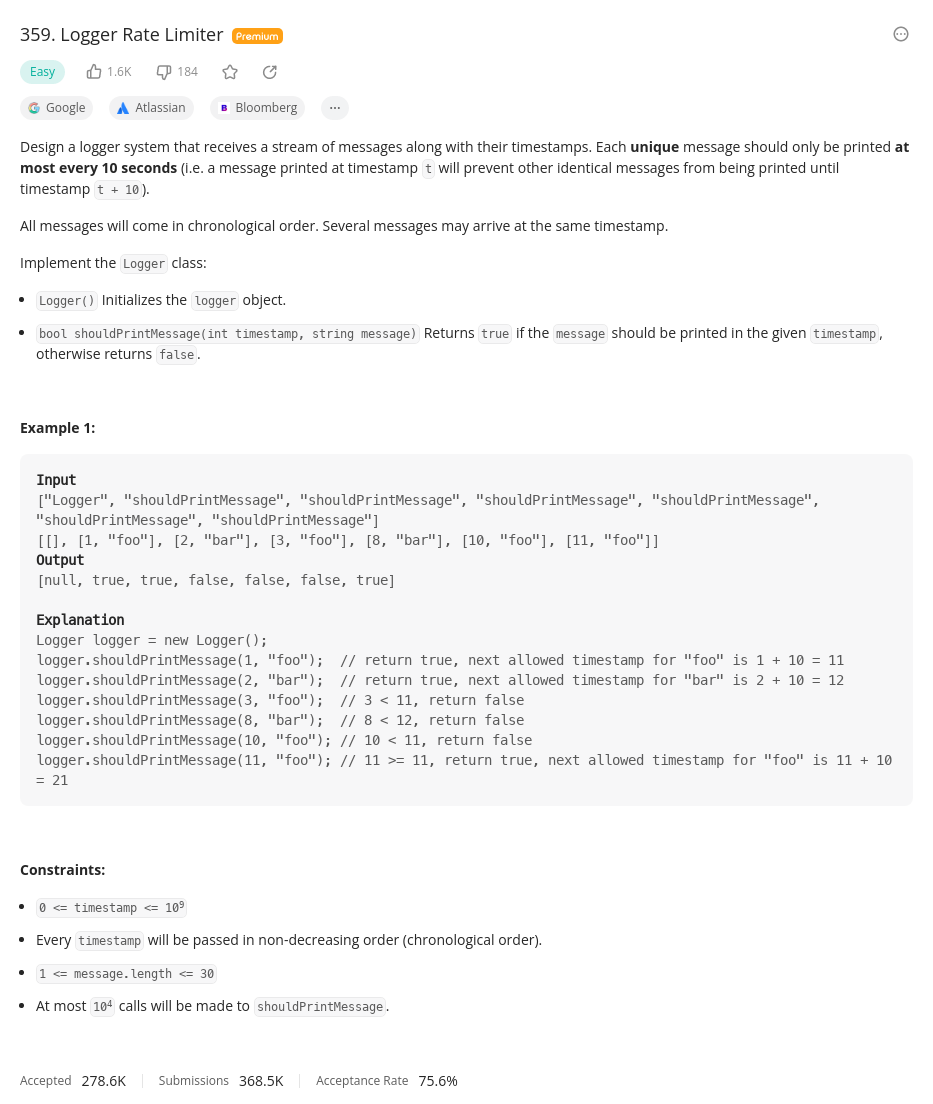 359. Logger Rate Limiter Premium
Easy 1.6K 184
Google Atlassian Bloomberg ...
Design a logger system that receives a stream of messages along with their timestamps. Each unique message should only be printed at
most every 10 seconds (i.e. a message printed at timestamp t will prevent other identical messages from being printed until
timestamp t + 10).
All messages will come in chronological order. Several messages may arrive at the same timestamp.
Implement the Logger class:
• Logger() Initializes the logger object.
• bool shouldPrintMessage(int timestamp, string message) Returns true if the message should be printed in the given timestamp,
otherwise returns false.
Example 1:
Input
["Logger", "shouldPrintMessage", "shouldPrintMessage", "shouldPrintMessage", "shouldPrintMessage",
"shouldPrintMessage", "shouldPrintMessage"]
[[], [1, "foo"], [2, "bar"], [3, "foo"], [8, "bar"], [10, "foo"], [11, "foo"]]
Output
[null, true, true, false, false, false, true]
Explanation
Logger logger = new Logger();
logger.shouldPrintMessage(1, "foo");  // return true, next allowed timestamp for "foo" is 1 + 10 = 11
logger.shouldPrintMessage(2, "bar");  // return true, next allowed timestamp for "bar" is 2 + 10 = 12
logger.shouldPrintMessage(3, "foo");  // 3 < 11, return false
logger.shouldPrintMessage(8, "bar");  // 8 < 12, return false
logger.shouldPrintMessage(10, "foo"); // 10 < 11, return false
logger.shouldPrintMessage(11, "foo"); // 11 >= 11, return true, next allowed timestamp for "foo" is 11 + 10
= 21
Constraints:
• 0 <= timestamp <= 10⁹
• Every timestamp will be passed in non-decreasing order (chronological order).
• 1 <= message.length <= 30
• At most 10⁴ calls will be made to shouldPrintMessage.
Accepted 278.6K Submissions 368.5K Acceptance Rate 75.6%